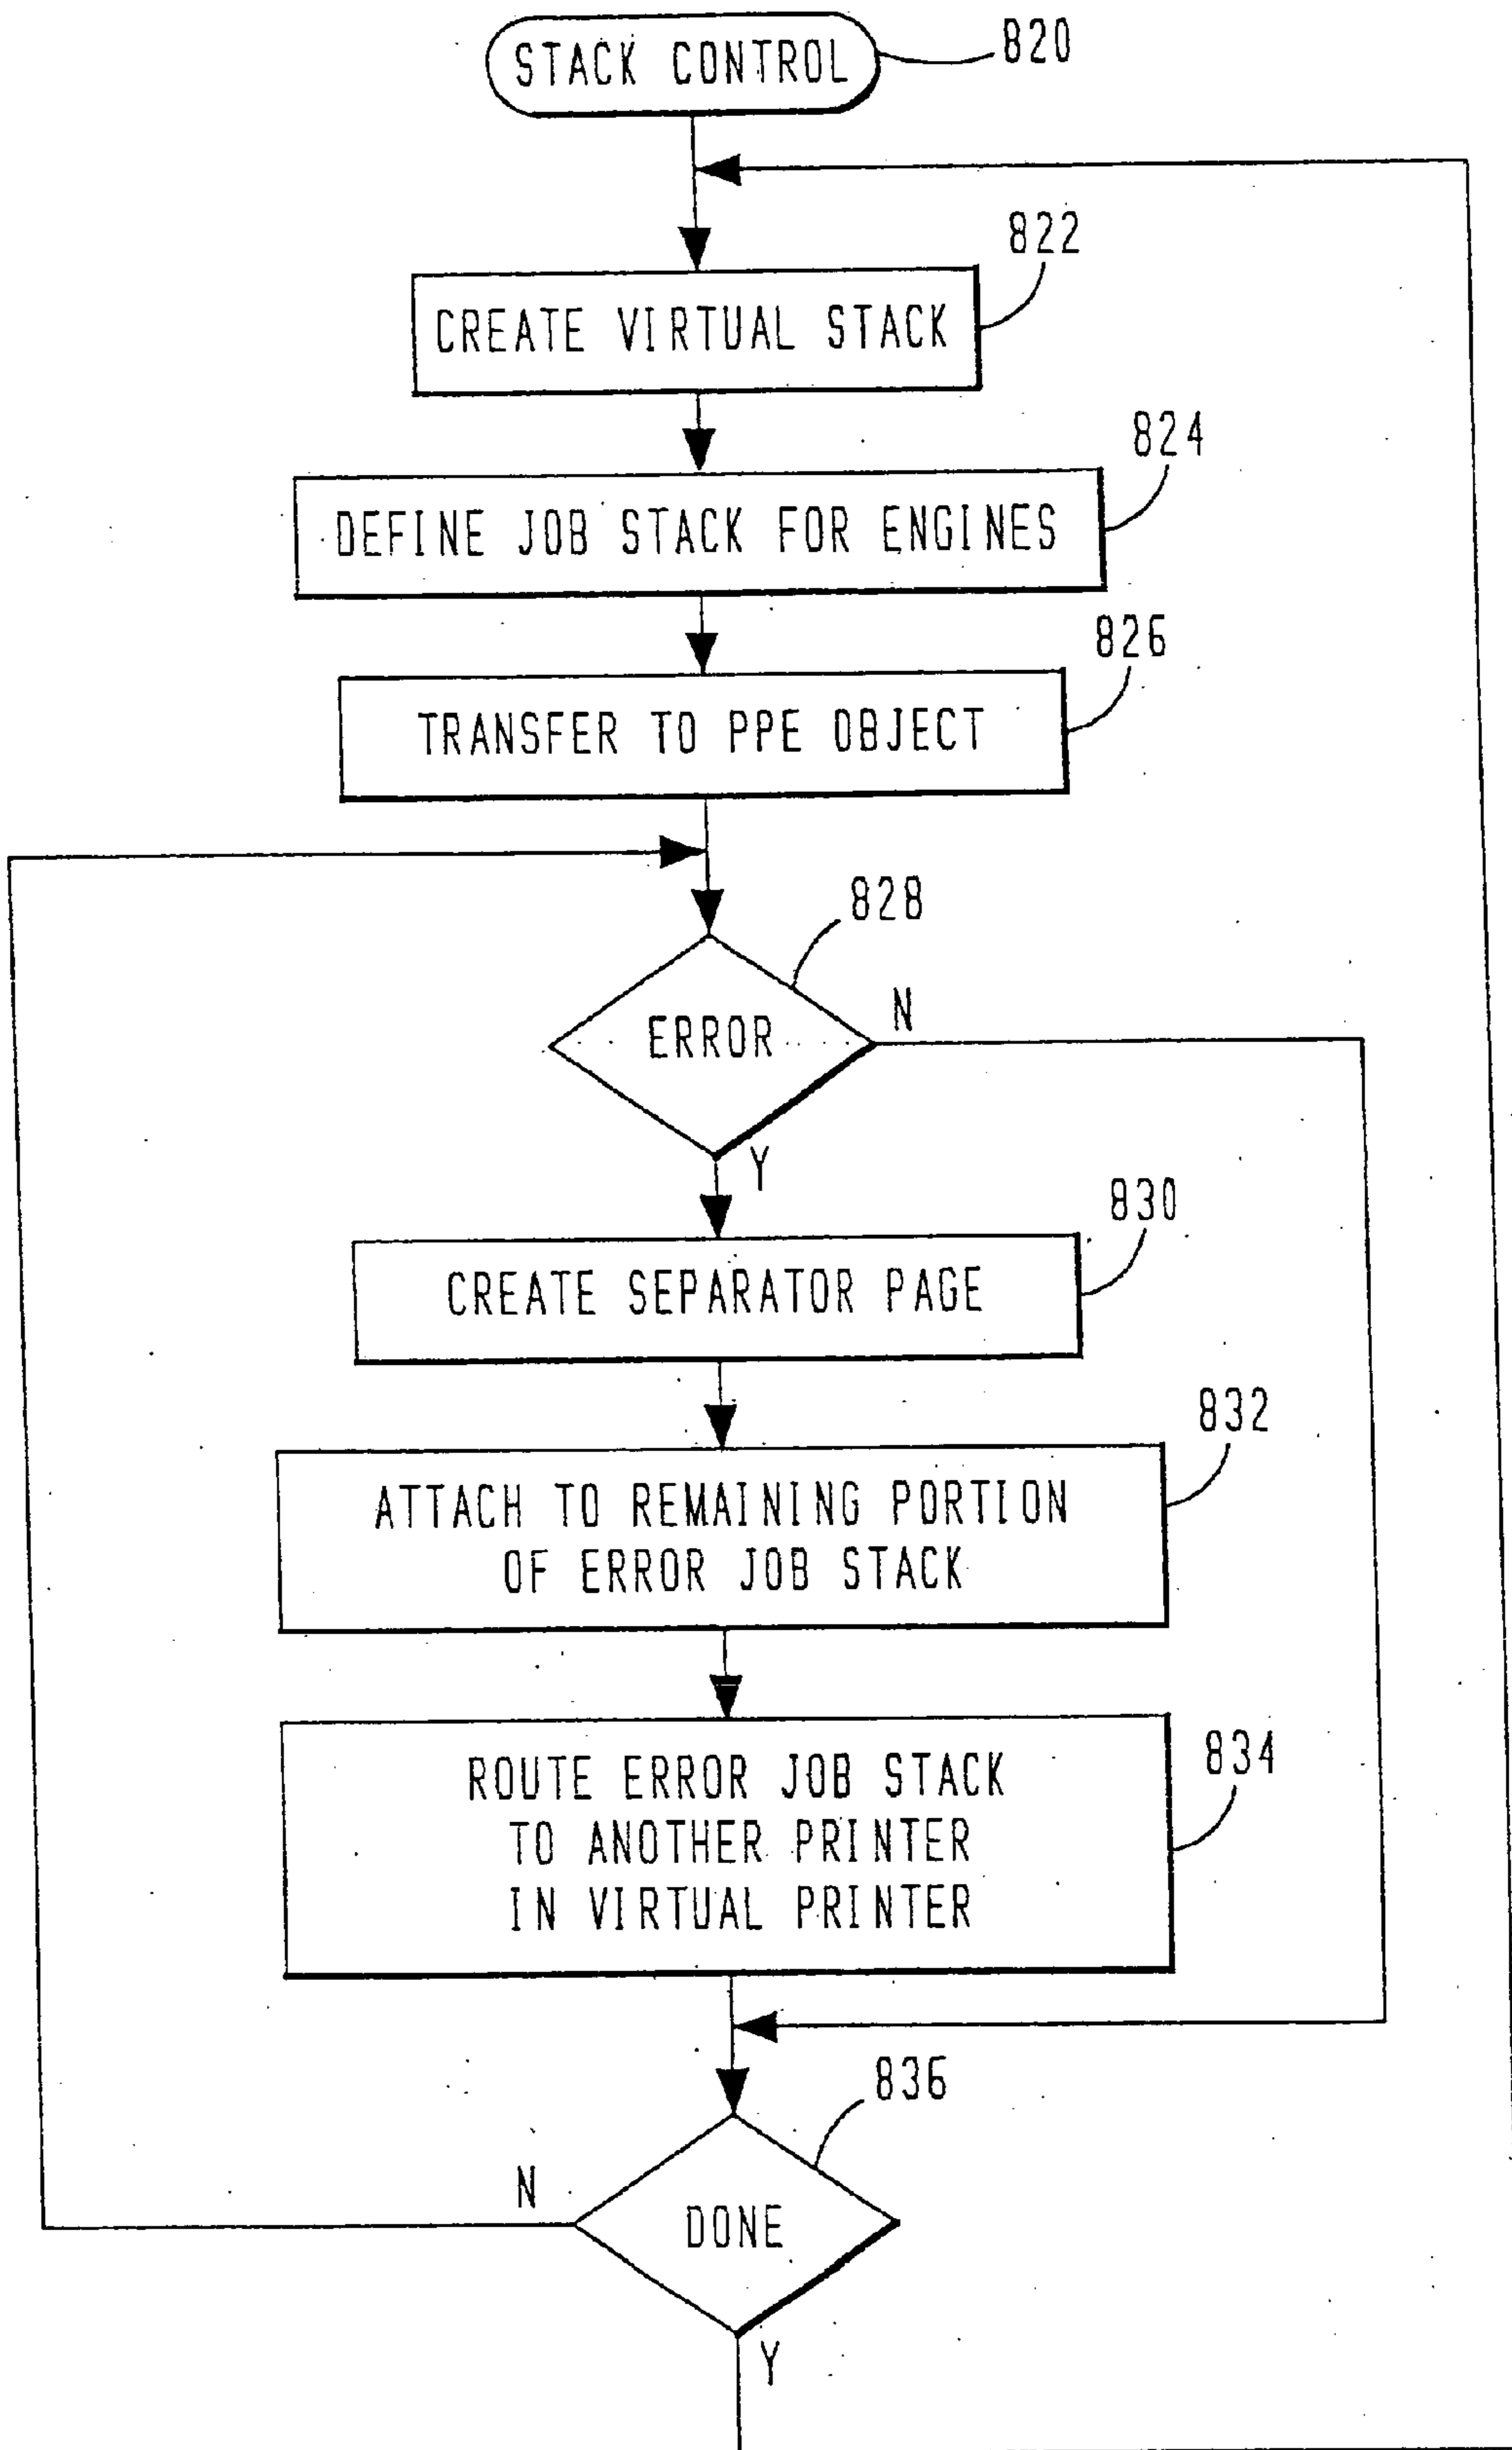 STACK CONTROL
820
822
CREATE VIRTUAL STACK
824
DEFINE JOB STACK FOR ENGINES
826
TRANSFER TO PPE OBJECT
828
N
ERROR
Y
830
CREATE SEPARATOR PAGE
832
ATTACH TO REMAINING PORTION
OF ERROR JOB STACK
834
ROUTE ERROR JOB STACK
TO ANOTHER PRINTER
IN VIRTUAL PRINTER
836
N
DONE
Y